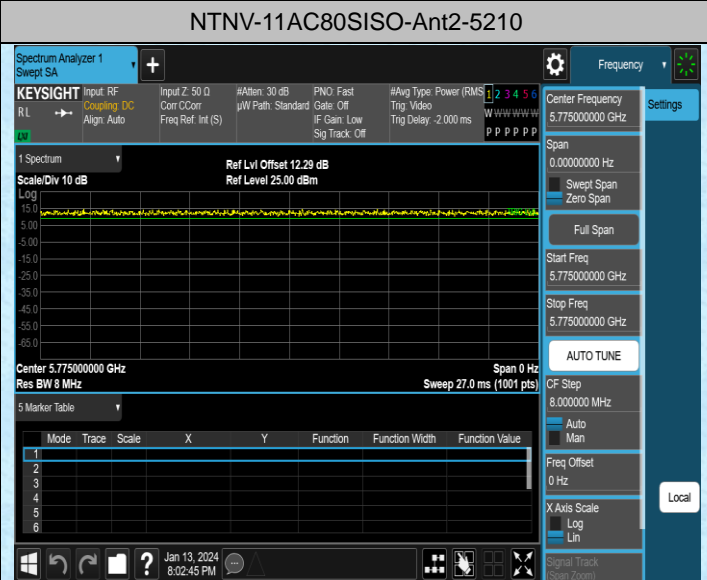 NTNV-11AC80SISO-Ant2-5210
Spectrum Analyzer 1
Swept SA
Frequency
KEYSIGHT
RL
LXI
Input: RF
Coupling: DC
Align: Auto
Input Z: 50 Ω
Corr CCorr
Freq Ref: Int (S)
#Atten: 30 dB
µW Path: Standard
PNO: Fast
Gate: Off
IF Gain: Low
Sig Track: Off
#Avg Type: Power (RMS
Trig: Video
Trig Delay: -2.000 ms
1 2 3 4 5 6
W W W W W W
P P P P P P
1 Spectrum
Scale/Div 10 dB
Ref Lvl Offset 12.29 dB
Ref Level 25.00 dBm
Log
15.0
5.00
-5.00
-15.0
-25.0
-35.0
-45.0
-55.0
-65.0
Center 5.775000000 GHz
Span 0 Hz
Res BW 8 MHz
Sweep 27.0 ms (1001 pts)
5 Marker Table
Mode Trace Scale X Y Function Function Width Function Value
1
2
3
4
5
6
Jan 13, 2024
8:02:45 PM
Center Frequency
5.775000000 GHz
Settings
Span
0.00000000 Hz
Swept Span
Zero Span
Full Span
Start Freq
5.775000000 GHz
Stop Freq
5.775000000 GHz
AUTO TUNE
CF Step
8.000000 MHz
Auto
Man
Freq Offset
0 Hz
Local
X Axis Scale
Log
Lin
Signal Track
(Span Zoom)